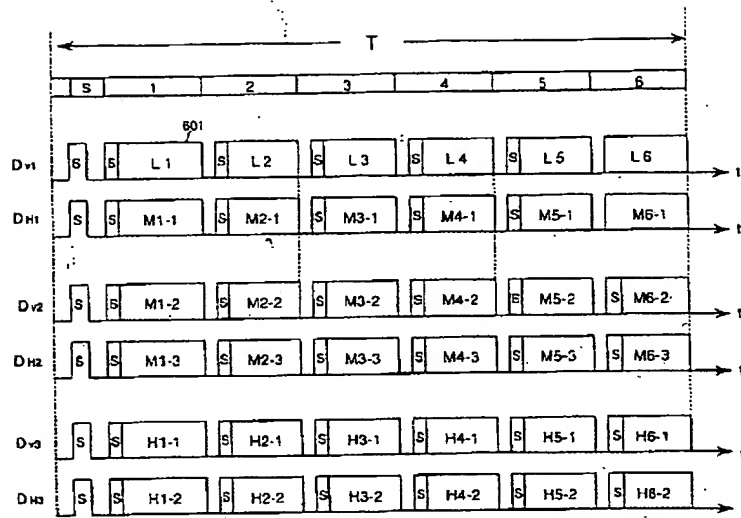 T
S 1 2 3 4 5 6
601
Dv1 S S L1 S L2 S L3 S L4 S L5 L6 t
DH1 S S M1-1 S M2-1 S M3-1 S M4-1 S M5-1 M6-1 t
Dv2 S S M1-2 S M2-2 S M3-2 S M4-2 S M5-2 S M6-2 t
DH2 S S M1-3 S M2-3 S M3-3 S M4-3 S M5-3 S M6-3 t
Dv3 S S H1-1 S H2-1 S H3-1 S H4-1 S H5-1 S H6-1
DH3 S S H1-2 S H2-2 S H3-2 S H4-2 S H5-2 S H6-2